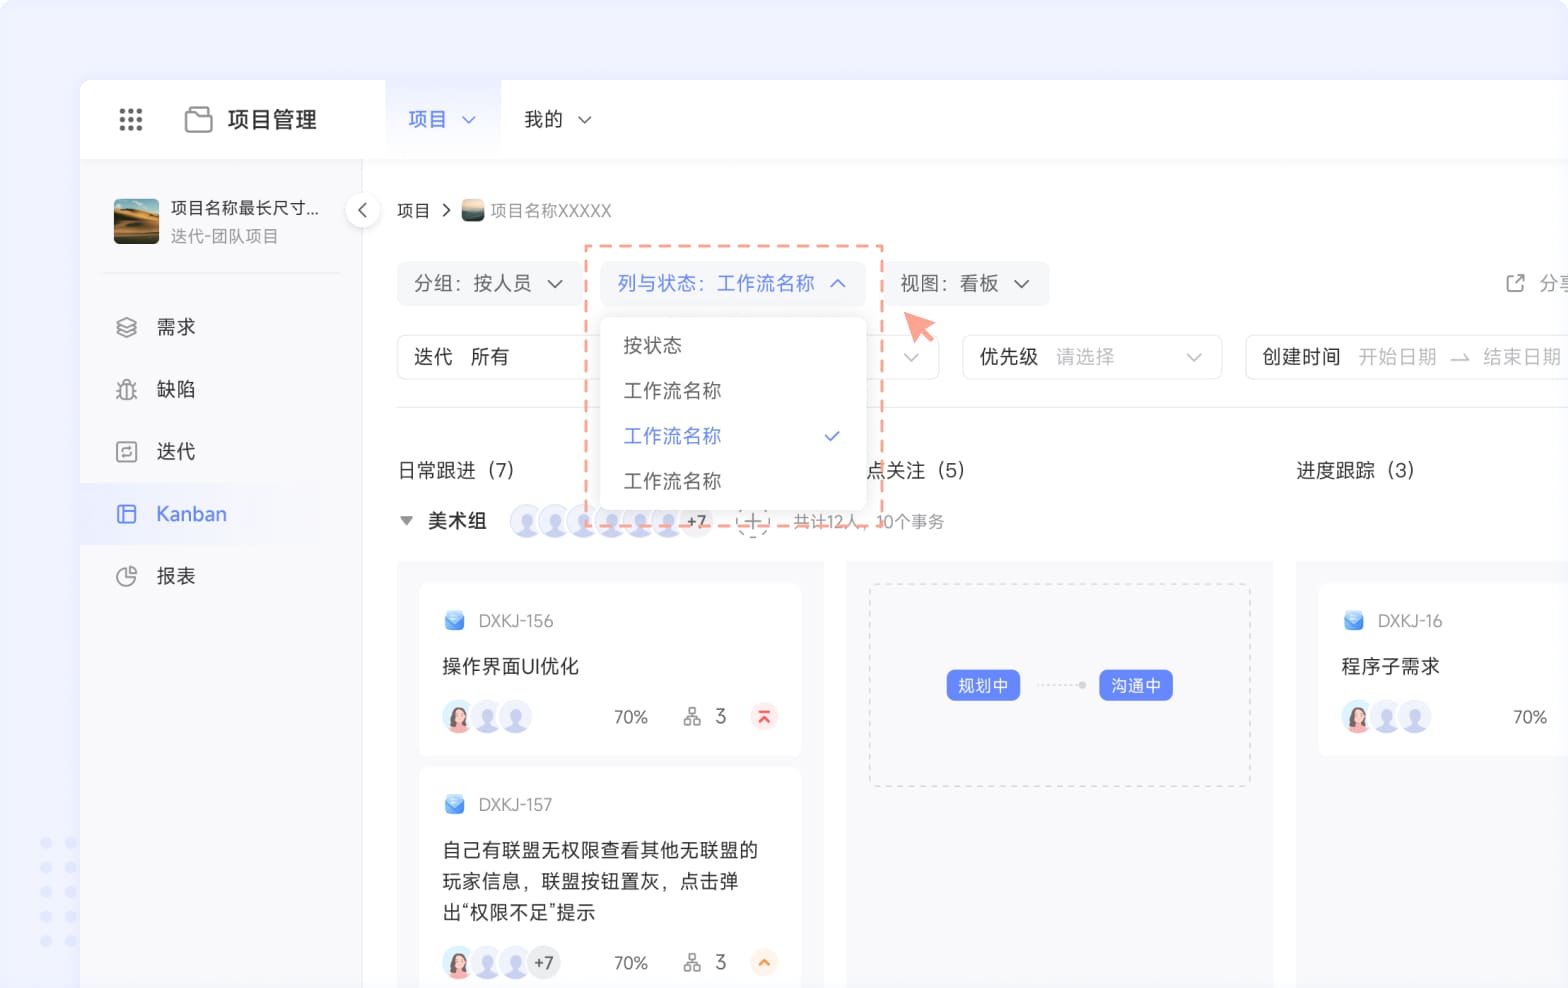 项目管理
项目
我的
项目名称最长尺寸...
迭代-团队项目
需求
缺陷
迭代
Kanban
报表
项目 > 项目名称XXXXX
分组：按人员
列与状态：工作流名称
视图：看板
分享
迭代 所有
优先级 请选择
创建时间 开始日期 结束日期
按状态
工作流名称
工作流名称
工作流名称
日常跟进（7）
点关注（5）
进度跟踪（3）
美术组
+7
共计12人，10个事务
DXKJ-156
操作界面UI优化
70%
3
DXKJ-157
自己有联盟无权限查看其他无联盟的
玩家信息，联盟按钮置灰，点击弹
出“权限不足”提示
+7
70%
3
规划中
沟通中
DXKJ-16
程序子需求
70%